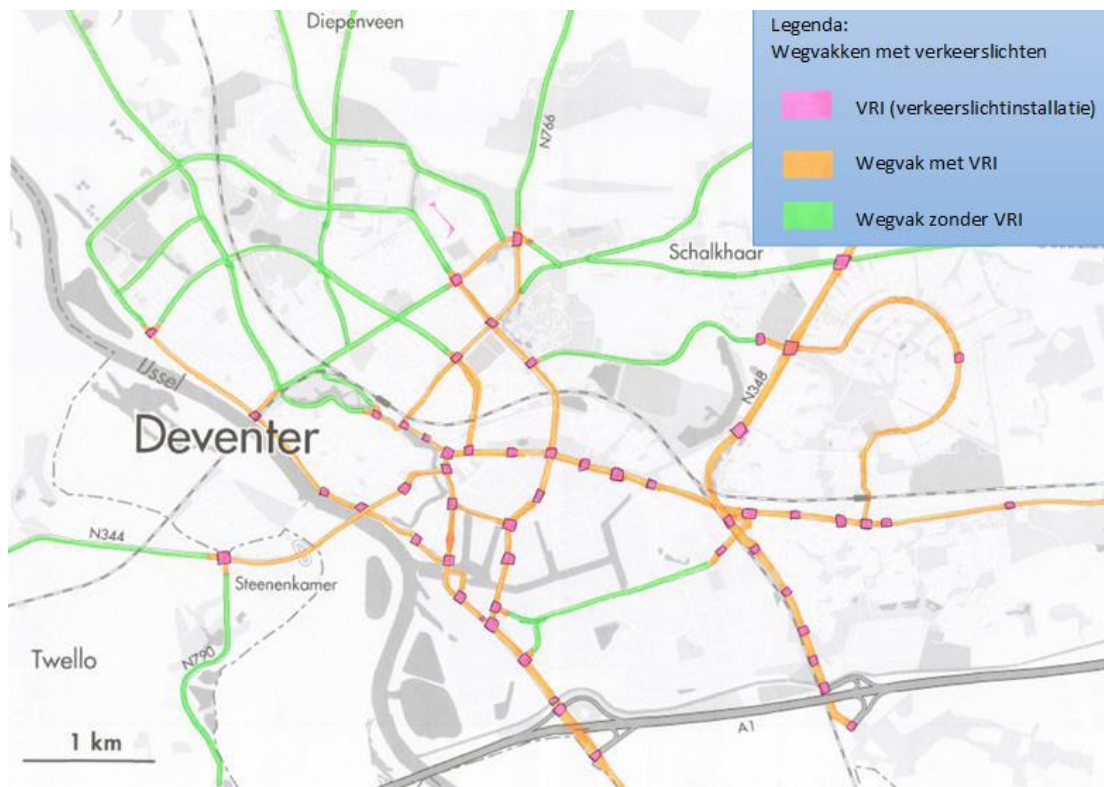 Legenda:
Wegvakken met verkeerslichten
VRI (verkeerslichtinstallatie)
Wegvak met VRI
Wegvak zonder VRI
Diepenveen
N766
Schalkhaar
IJssel
N348
Deventer
N344
Steenenkamer
N790
Twello
A1
1 km